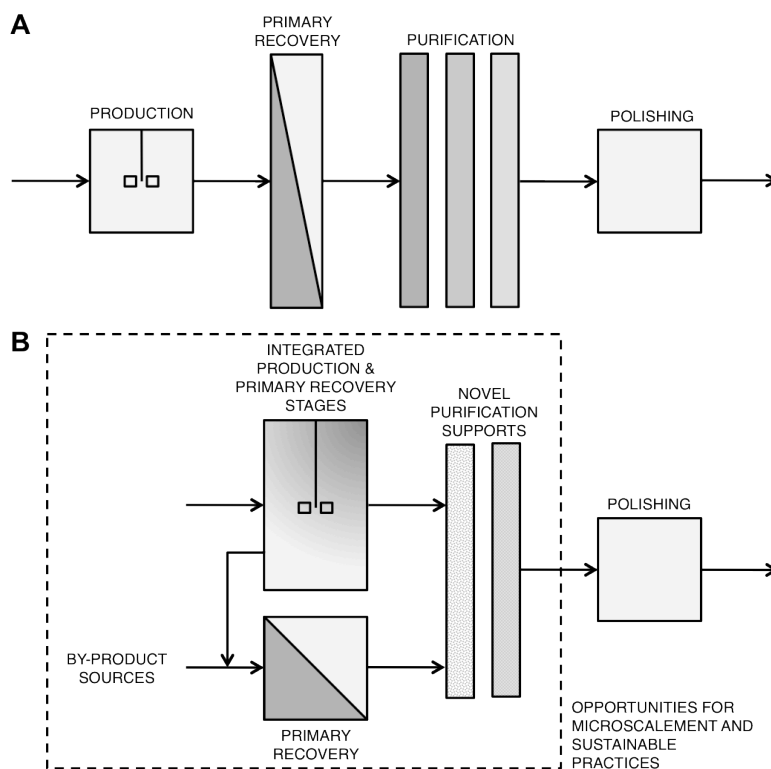 A
PRIMARY
RECOVERY
PURIFICATION
PRODUCTION
POLISHING
B
INTEGRATED
PRODUCTION &
PRIMARY RECOVERY
STAGES
NOVEL
PURIFICATION
SUPPORTS
POLISHING
BY-PRODUCT
SOURCES
PRIMARY
RECOVERY
OPPORTUNITIES FOR
MICROSCALEMENT AND
SUSTAINABLE
PRACTICES